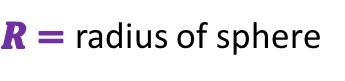 R = radius of sphere